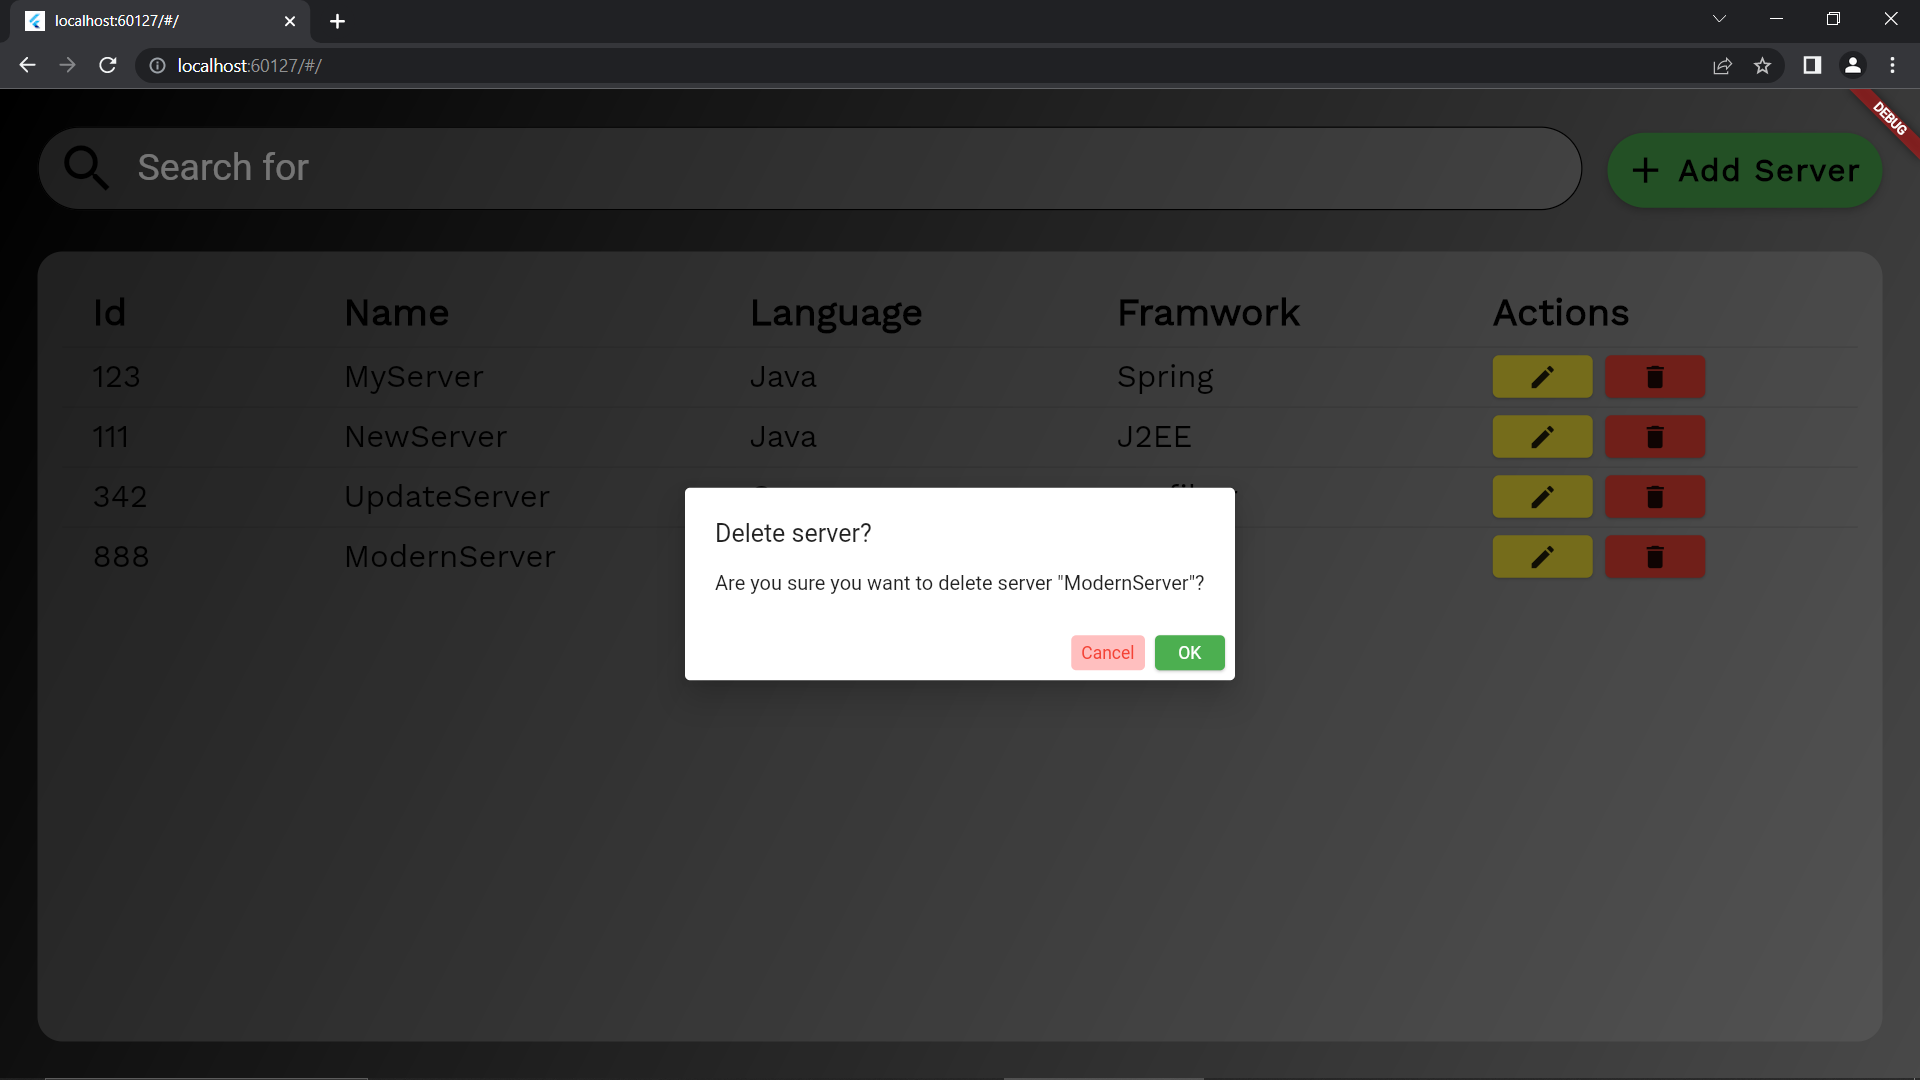 localhost:60127/#/
localhost:60127/#/
DEBUG
Search for
+ Add Server
Id Name Language Framwork Actions
123 MyServer Java Spring
111 NewServer Java J2EE
342 UpdateServer
888 ModernServer
Delete server?
Are you sure you want to delete server "ModernServer"?
Cancel OK